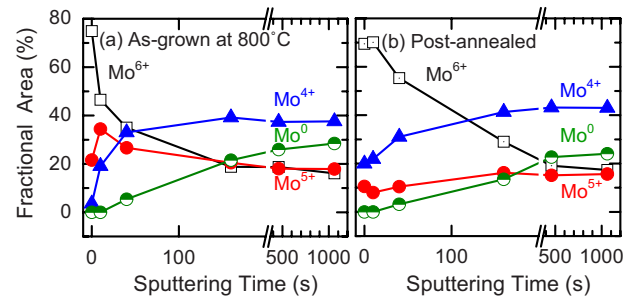 Fractional Area (%)
80
60
40
20
0
(a) As-grown at 800°C
Mo6+
Mo4+
Mo0
Mo5+
0 100 500 1000
Sputtering Time (s)
(b) Post-annealed
Mo6+
Mo4+
Mo0
Mo5+
0 100 500 1000
Sputtering Time (s)